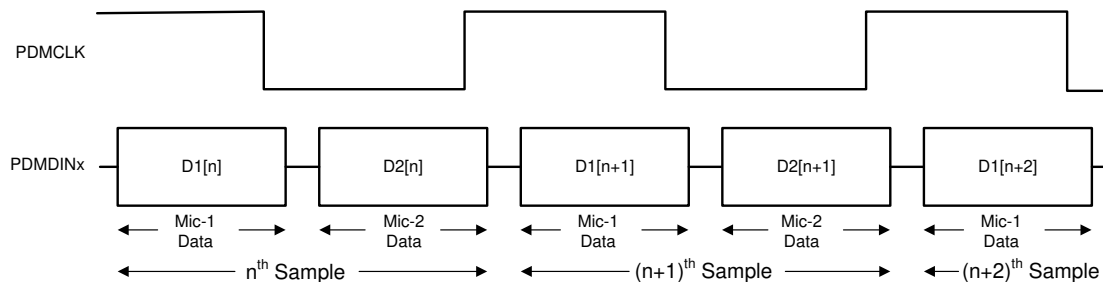 PDMCLK
PDMDINx
D1[n]
D2[n]
D1[n+1]
D2[n+1]
D1[n+2]
Mic-1
Data
Mic-2
Data
Mic-1
Data
Mic-2
Data
Mic-1
Data
nth Sample
(n+1)th Sample
(n+2)th Sample